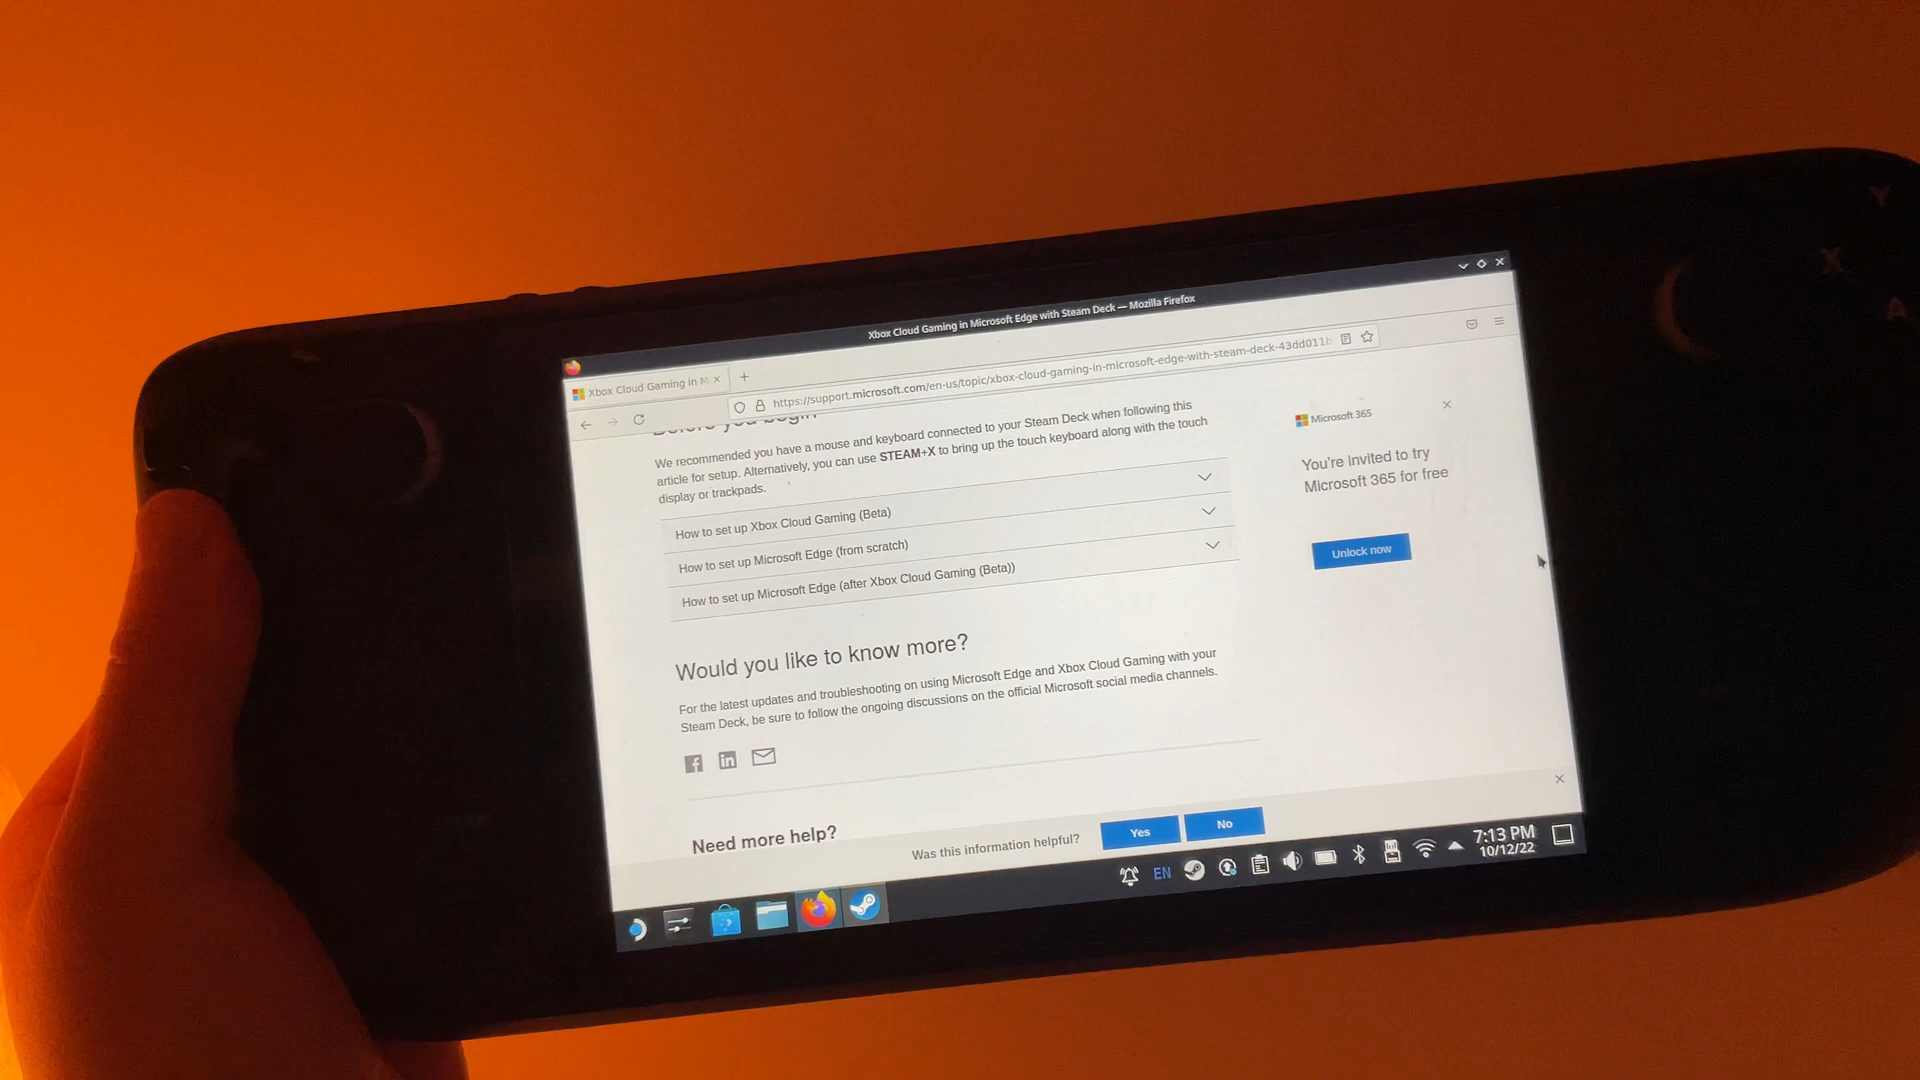 Xbox Cloud Gaming in Microsoft Edge with Steam Deck — Mozilla Firefox
Xbox Cloud Gaming in M
https://support.microsoft.com/en-us/topic/xbox-cloud-gaming-in-microsoft-edge-with-steam-deck-43dd011b
Before you begin
We recommended you have a mouse and keyboard connected to your Steam Deck when following this
article for setup. Alternatively, you can use STEAM+X to bring up the touch keyboard along with the touch
display or trackpads.
How to set up Xbox Cloud Gaming (Beta)
How to set up Microsoft Edge (from scratch)
How to set up Microsoft Edge (after Xbox Cloud Gaming (Beta))
Would you like to know more?
For the latest updates and troubleshooting on using Microsoft Edge and Xbox Cloud Gaming with your
Steam Deck, be sure to follow the ongoing discussions on the official Microsoft social media channels.
Need more help?
Was this information helpful?
Yes
No
Microsoft 365
You're invited to try
Microsoft 365 for free
Unlock now
EN
7:13 PM
10/12/22
Y
X
A